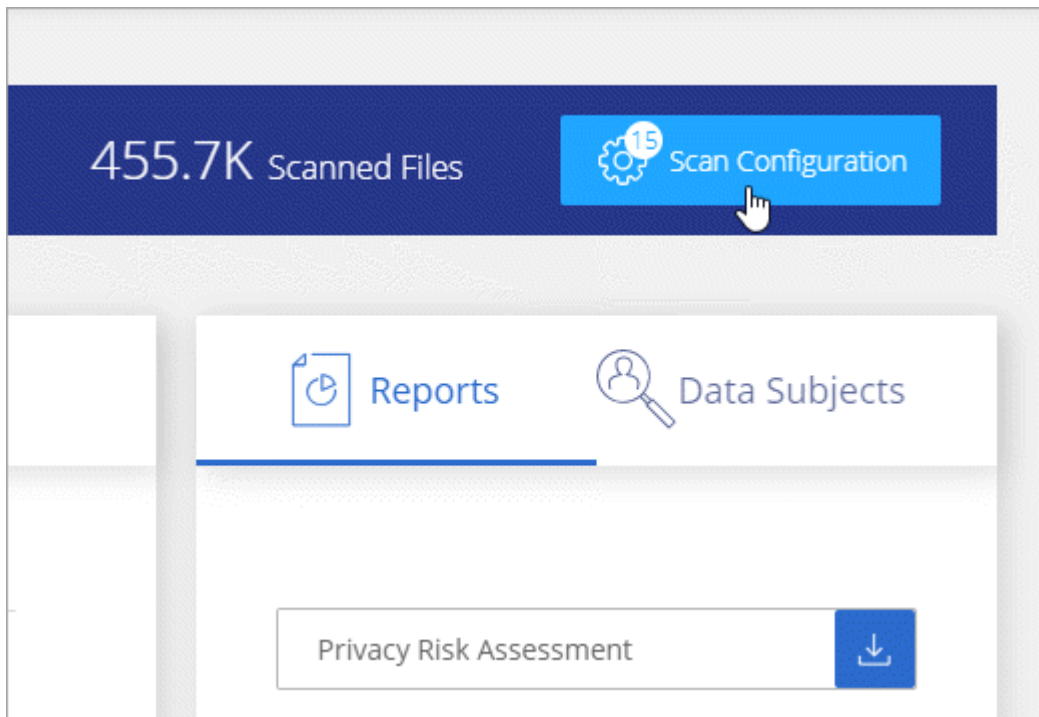 455.7K Scanned Files
15 Scan Configuration
Reports
Data Subjects
Privacy Risk Assessment